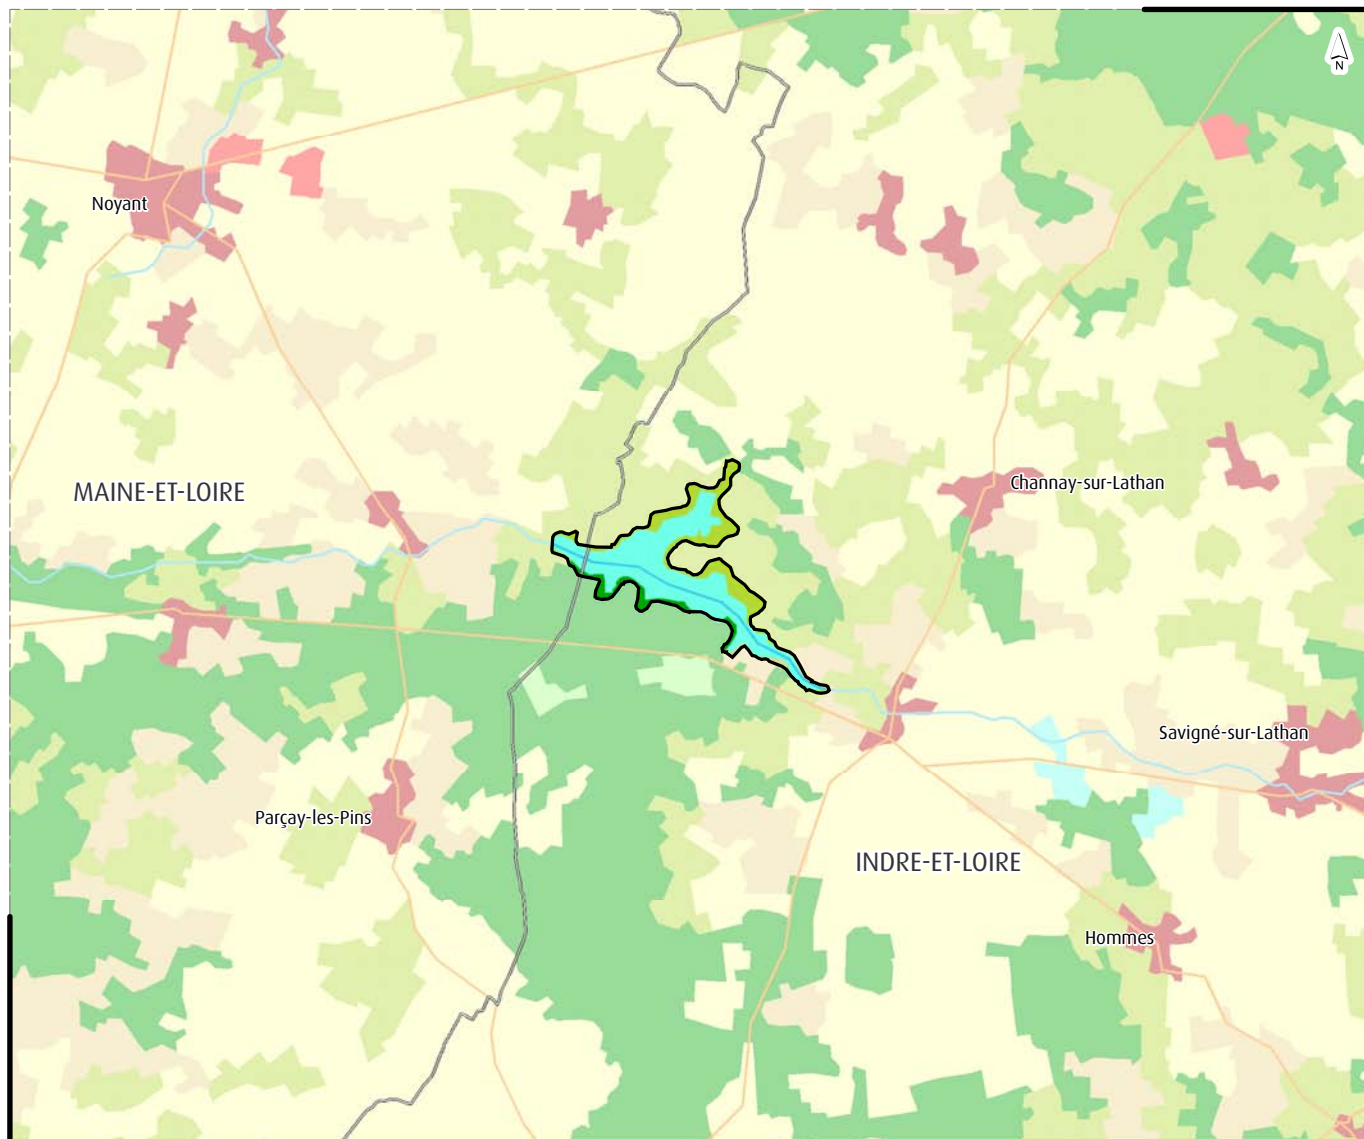 N
Noyant
MAINE-ET-LOIRE
Channay-sur-Lathan
Savigné-sur-Lathan
Parçay-les-Pins
INDRE-ET-LOIRE
Hommes